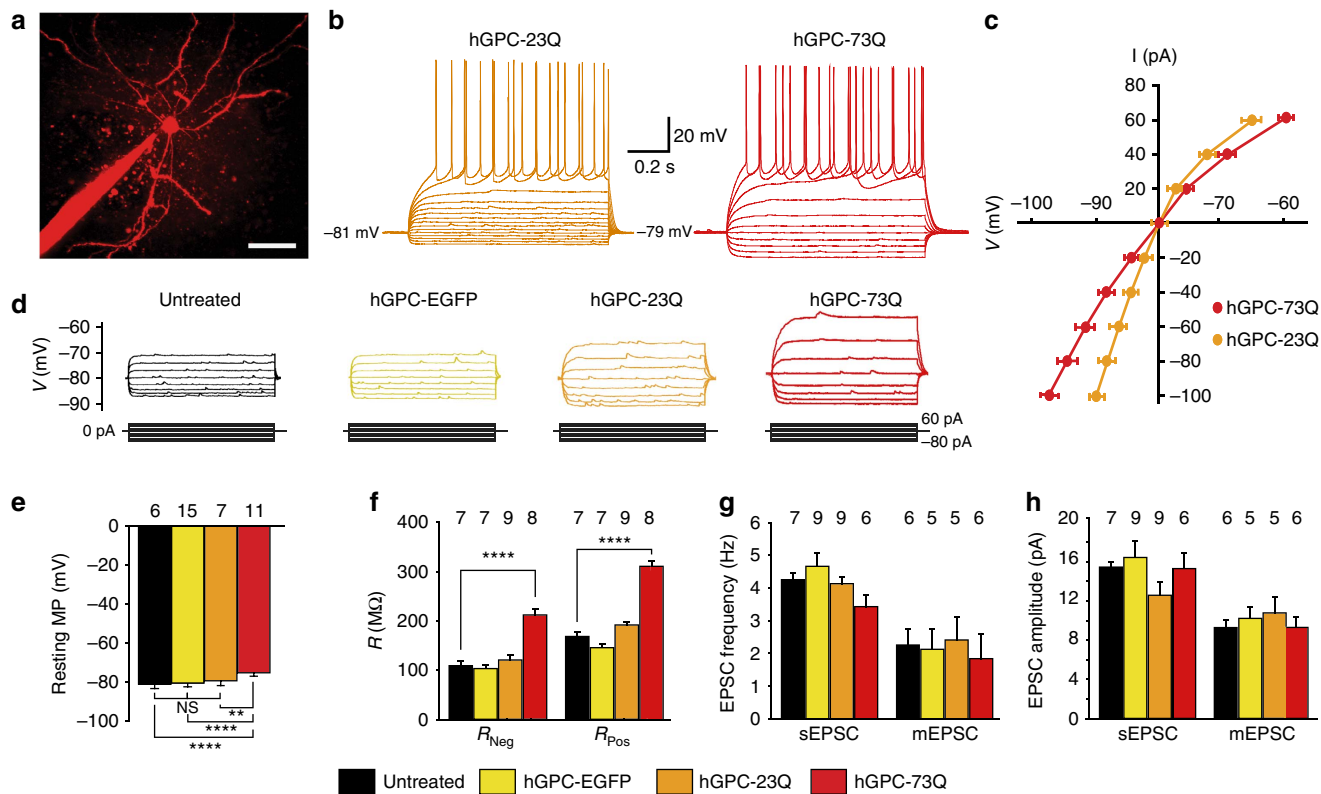 a
b
hGPC-23Q
hGPC-73Q
20 mV
0.2 s
−81 mV
−79 mV
c
I (pA)
80
60
40
20
−100
−90
−70
−60
V (mV)
−20
−40
−60
−80
−100
hGPC-73Q
hGPC-23Q
d
Untreated
hGPC-EGFP
hGPC-23Q
hGPC-73Q
V (mV)
−60
−70
−80
−90
0 pA
60 pA
−80 pA
e
6 15 7 11
Resting MP (mV)
0
−20
−40
−60
−80
−100
NS
**
****
****
f
7 7 9 8 7 7 9 8
R (MΩ)
400
300
200
100
0
****
****
RNeg
RPos
g
7 9 9 6 6 5 5 6
EPSC frequency (Hz)
6
5
4
3
2
1
0
sEPSC
mEPSC
h
7 9 9 6 6 5 5 6
EPSC amplitude (pA)
20
16
12
8
4
0
sEPSC
mEPSC
Untreated
hGPC-EGFP
hGPC-23Q
hGPC-73Q